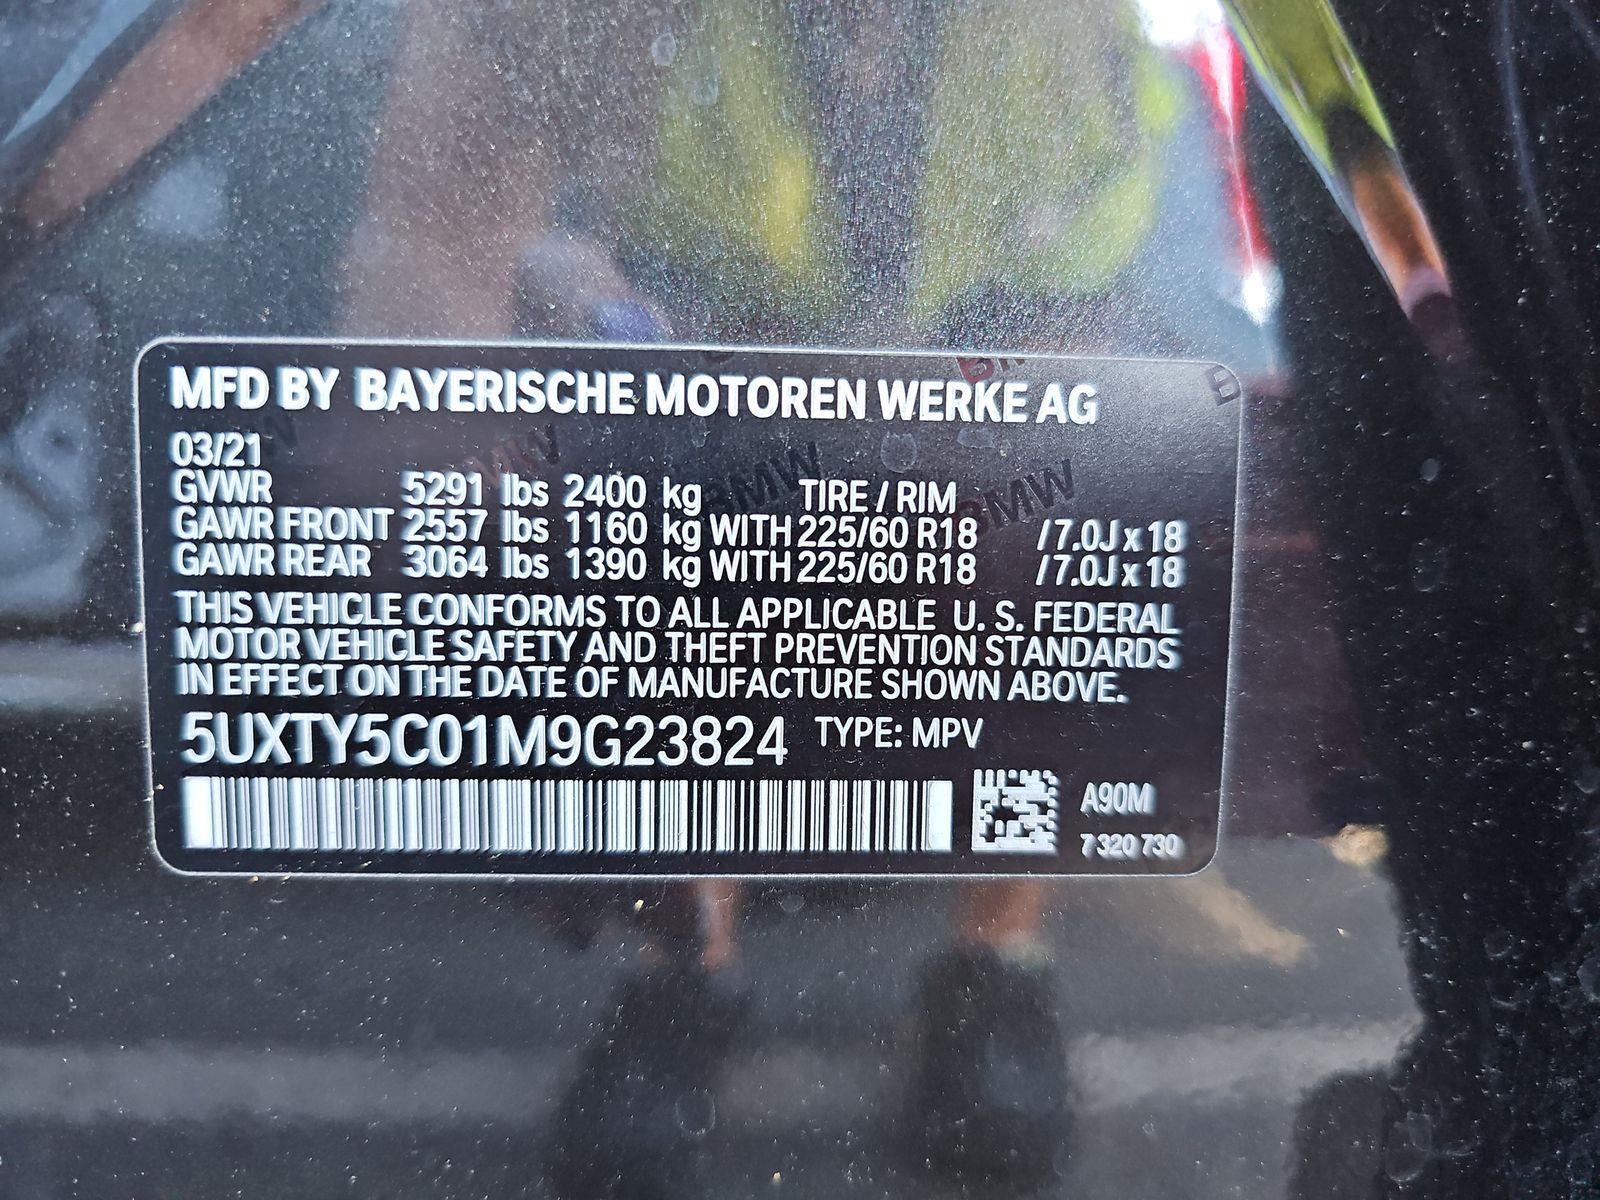 MFD BY BAYERISCHE MOTOREN WERKE AG
03/21
GVWR 5291 lbs 2400 kg TIRE / RIM
GAWR FRONT 2557 lbs 1160 kg WITH 225/60 R18 / 7.0J x 18
GAWR REAR 3064 lbs 1390 kg WITH 225/60 R18 / 7.0J x 18
THIS VEHICLE CONFORMS TO ALL APPLICABLE U. S. FEDERAL
MOTOR VEHICLE SAFETY AND THEFT PREVENTION STANDARDS
IN EFFECT ON THE DATE OF MANUFACTURE SHOWN ABOVE.
5UXTY5C01M9G23824 TYPE: MPV
A90M
7 320 730
BMW
BMW